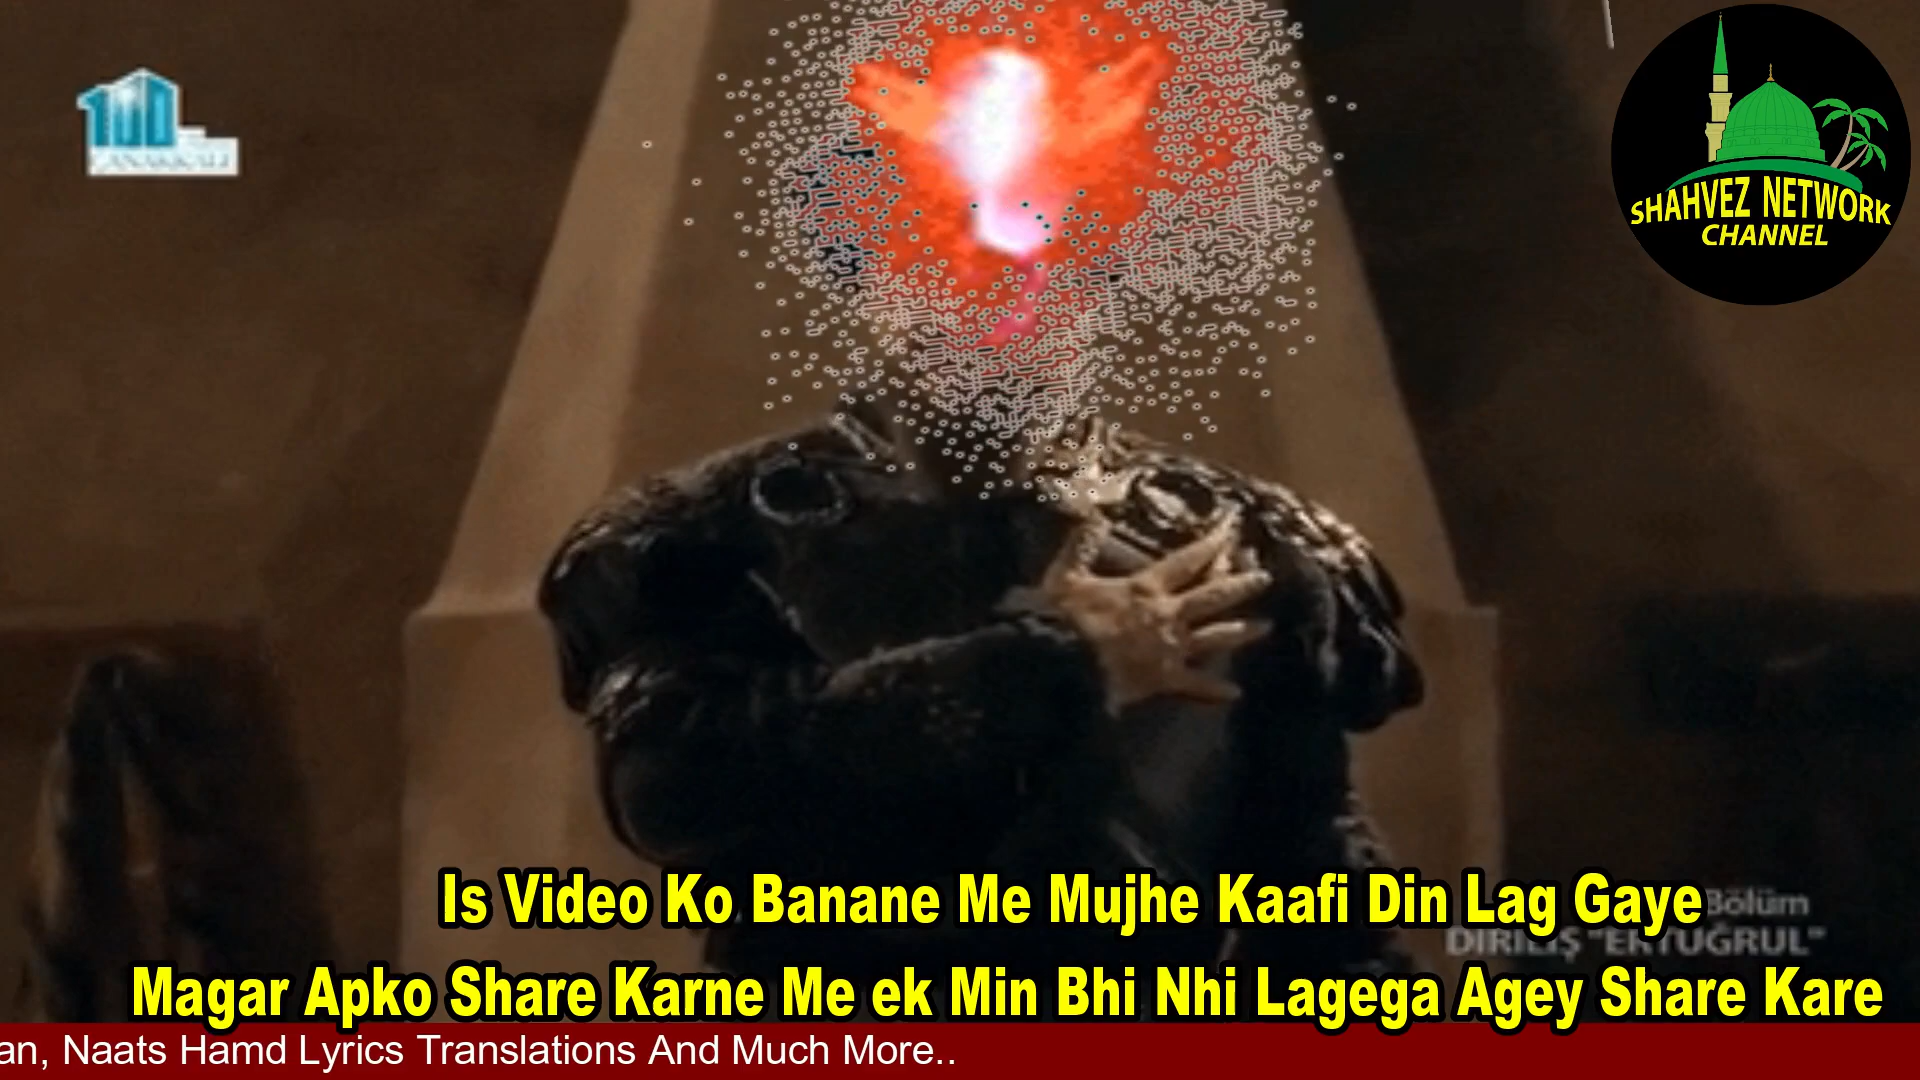 100
ÇANAKKALE
SHAHVEZ NETWORK
CHANNEL
Is Video Ko Banane Me Mujhe Kaafi Din Lag Gaye
Bölüm
DİRİLİŞ "ERTUĞRUL"
Magar Apko Share Karne Me ek Min Bhi Nhi Lagega Agey Share Kare
an, Naats Hamd Lyrics Translations And Much More..